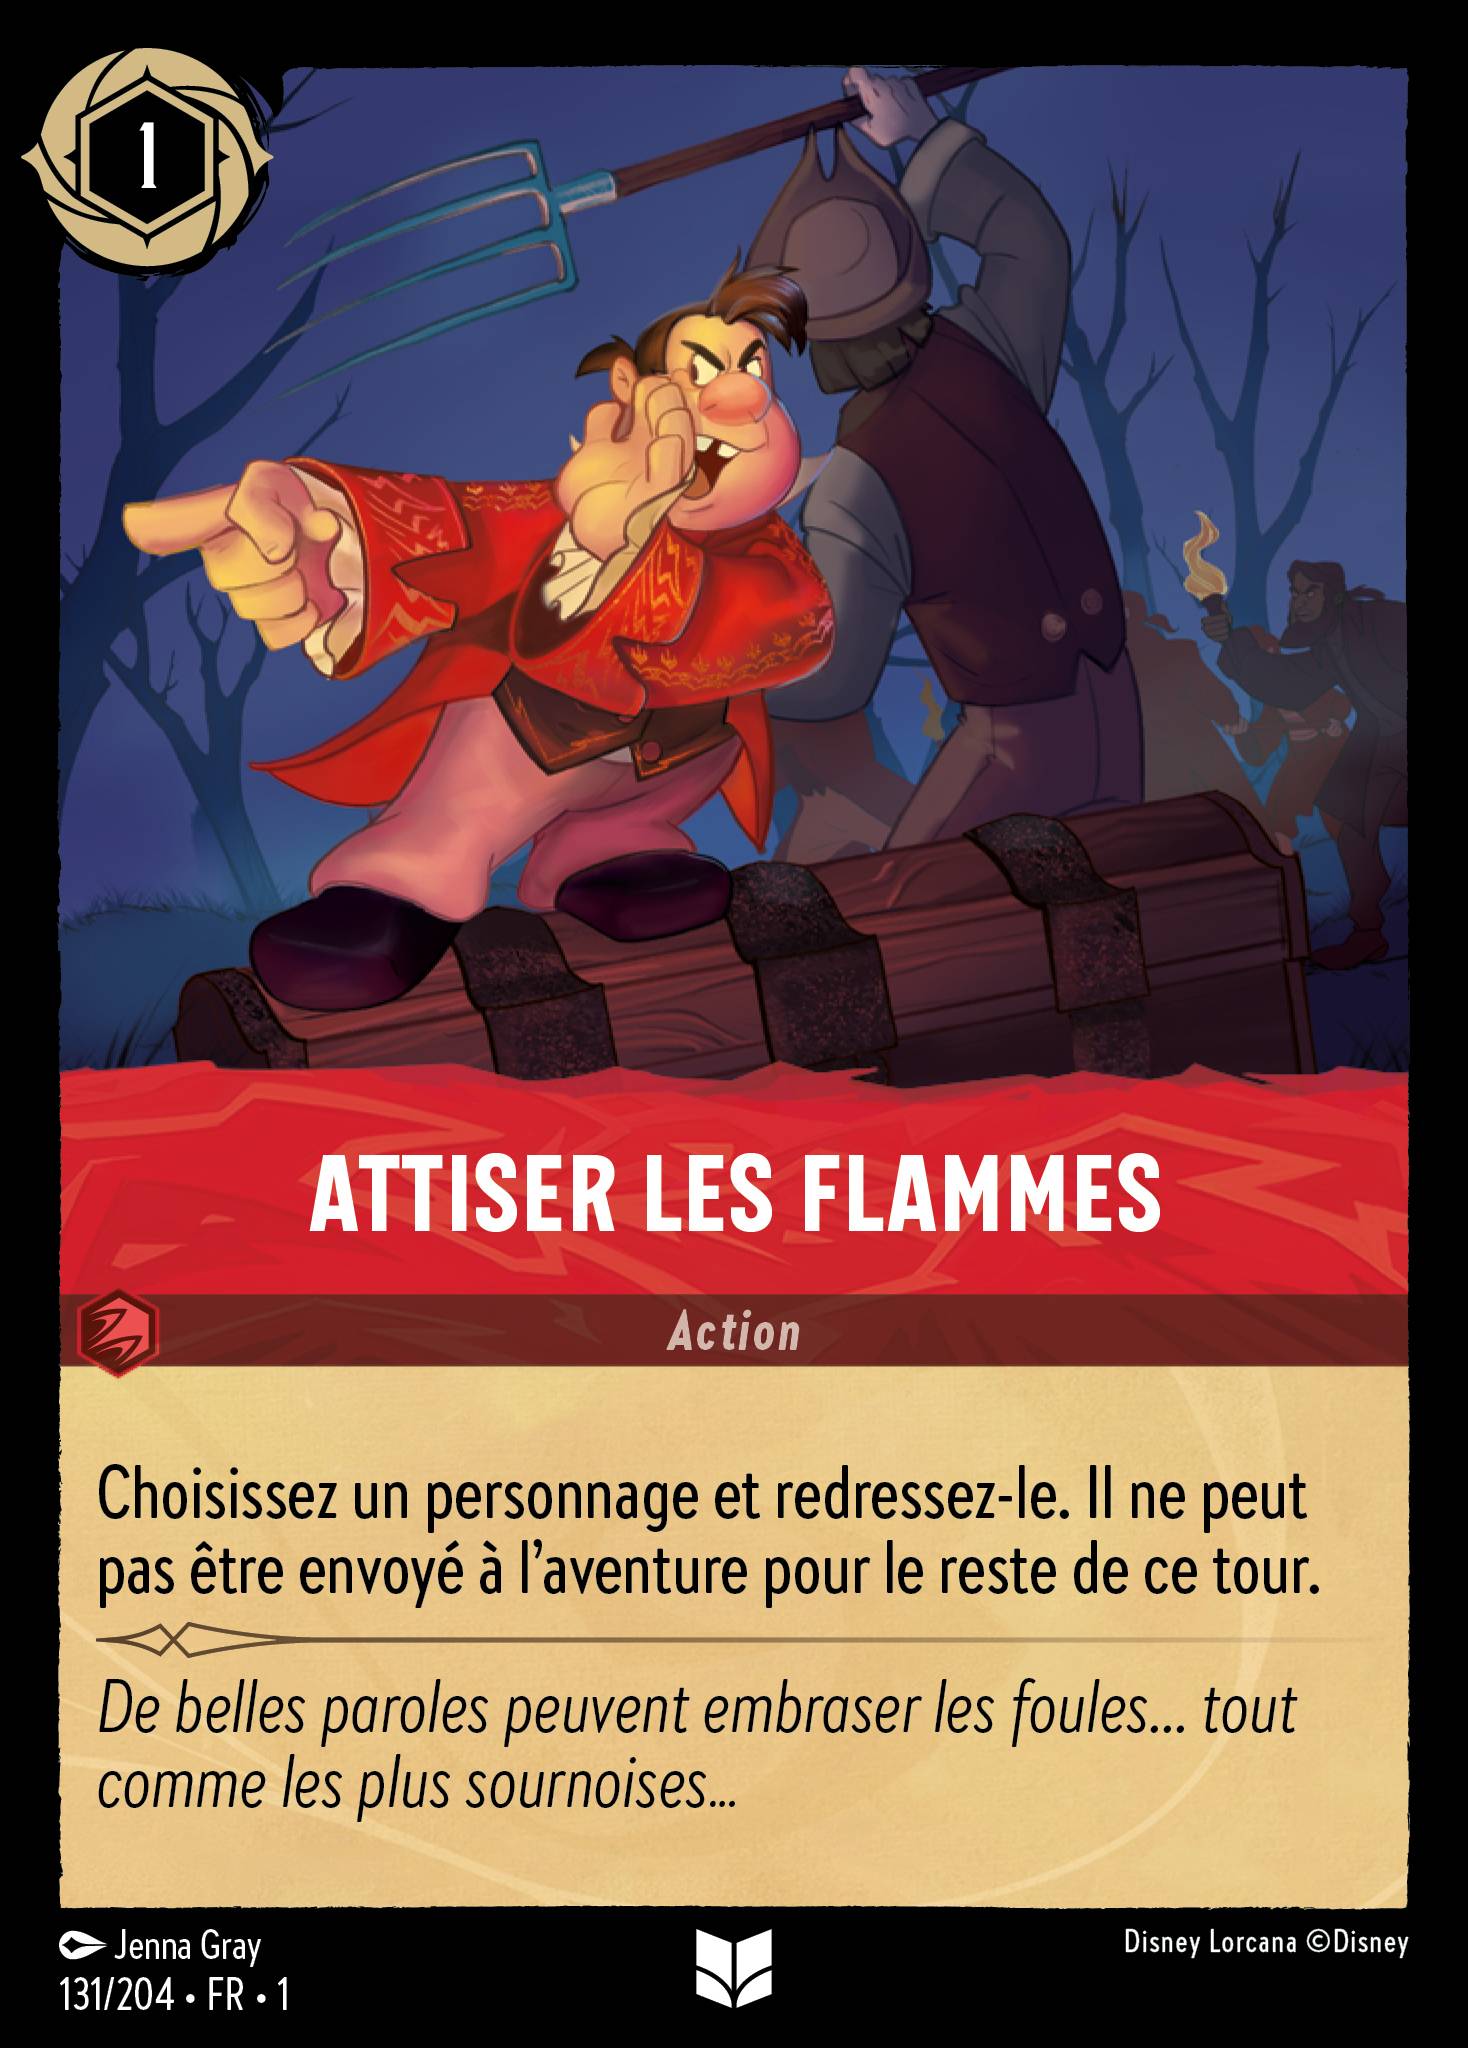 1
ATTISER LES FLAMMES
Action
Choisissez un personnage et redressez-le. Il ne peut
pas être envoyé à l’aventure pour le reste de ce tour.
De belles paroles peuvent embraser les foules... tout
comme les plus sournoises...
Jenna Gray
131/204 • FR • 1
Disney Lorcana ©Disney